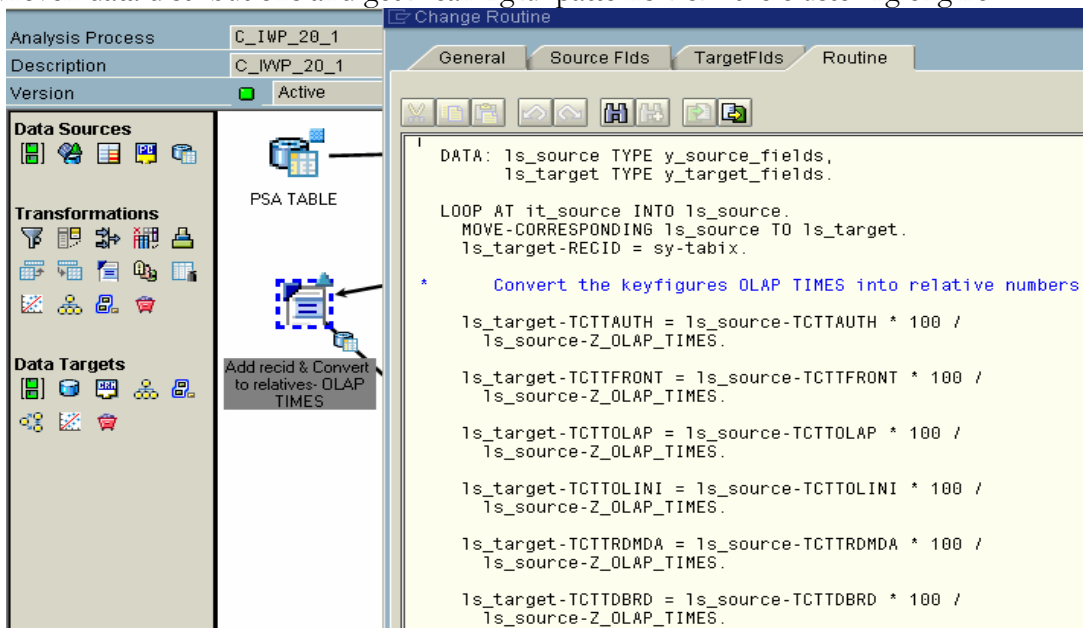 Change Routine
Analysis Process C_IWP_20_1
Description C_IWP_20_1
Version Active
Data Sources
Transformations
Data Targets
PSA TABLE
Add recid & Convert
to relatives- OLAP
TIMES
General Source Flds TargetFlds Routine
DATA: ls_source TYPE y_source_fields,
ls_target TYPE y_target_fields.
LOOP AT it_source INTO ls_source.
MOVE-CORRESPONDING ls_source TO ls_target.
ls_target-RECID = sy-tabix.
* Convert the keyfigures OLAP TIMES into relative numbers
ls_target-TCTTAUTH = ls_source-TCTTAUTH * 100 /
ls_source-Z_OLAP_TIMES.
ls_target-TCTTFRONT = ls_source-TCTTFRONT * 100 /
ls_source-Z_OLAP_TIMES.
ls_target-TCTTOLAP = ls_source-TCTTOLAP * 100 /
ls_source-Z_OLAP_TIMES.
ls_target-TCTTOLINI = ls_source-TCTTOLINI * 100 /
ls_source-Z_OLAP_TIMES.
ls_target-TCTTRDMDA = ls_source-TCTTRDMDA * 100 /
ls_source-Z_OLAP_TIMES.
ls_target-TCTTDBRD = ls_source-TCTTDBRD * 100 /
ls_source-Z_OLAP_TIMES.